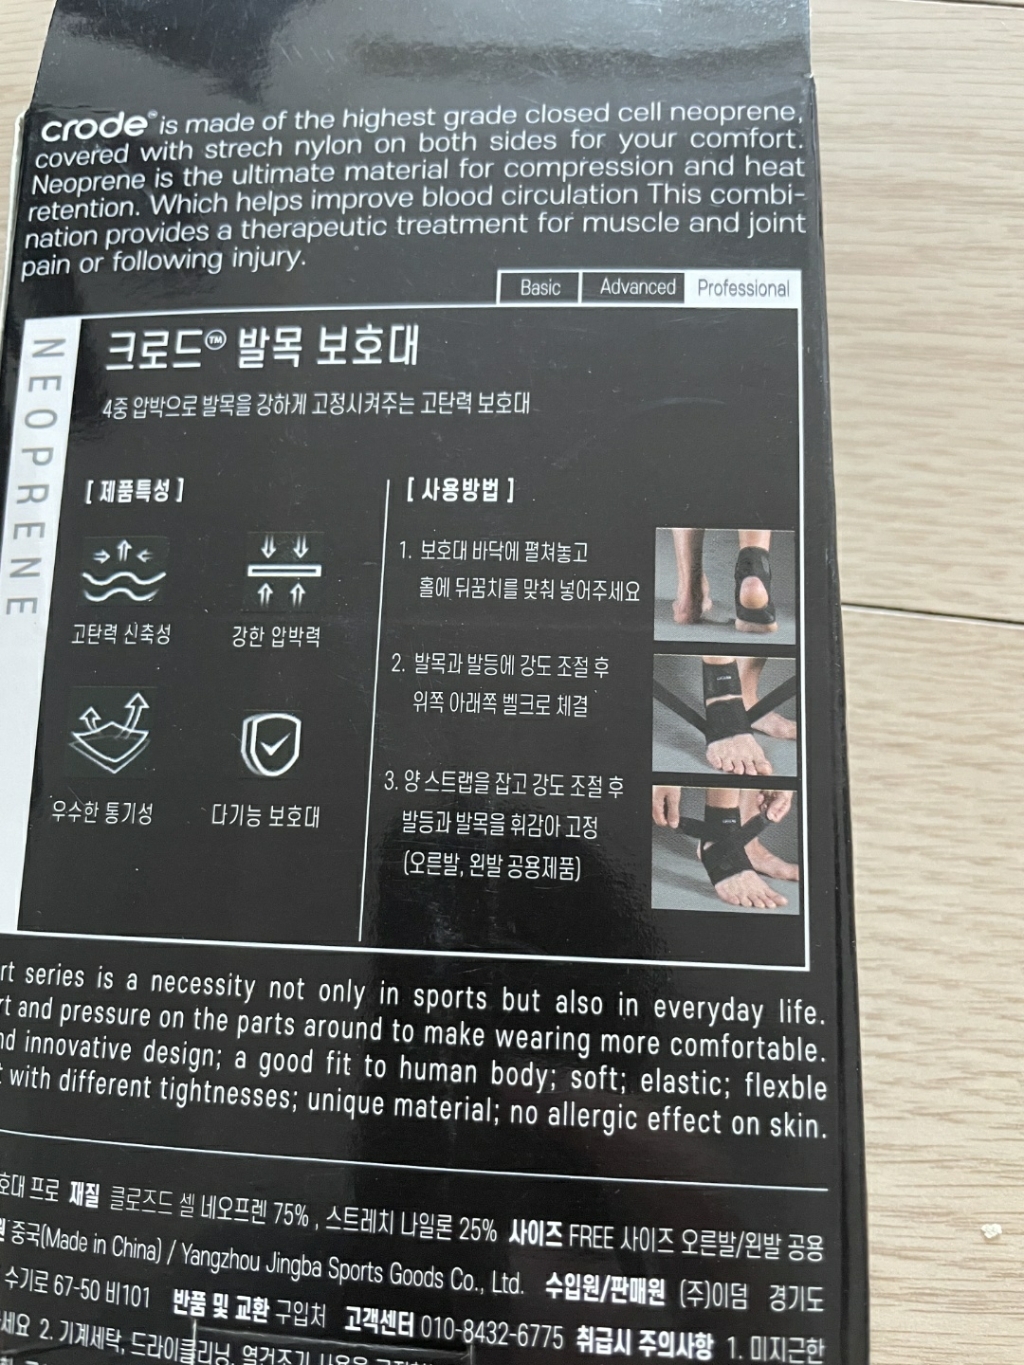 crode® is made of the highest grade closed cell neoprene,
covered with strech nylon on both sides for your comfort.
Neoprene is the ultimate material for compression and heat
retention. Which helps improve blood circulation This combi-
nation provides a therapeutic treatment for muscle and joint
pain or following injury.
Basic Advanced Professional
NEOPRENE
크로드™ 발목 보호대
4중 압박으로 발목을 강하게 고정시켜주는 고탄력 보호대
[ 제품특성 ]
고탄력 신축성 강한 압박력
우수한 통기성 다기능 보호대
[ 사용방법 ]
1. 보호대 바닥에 펼쳐놓고
홀에 뒤꿈치를 맞춰 넣어주세요
2. 발목과 발등에 강도 조절 후
위쪽 아래쪽 벨크로 체결
3. 양 스트랩을 잡고 강도 조절 후
발등과 발목을 휘감아 고정
(오른발, 왼발 공용제품)
rt series is a necessity not only in sports but also in everyday life.
rt and pressure on the parts around to make wearing more comfortable.
nd innovative design; a good fit to human body; soft; elastic; flexble
t with different tightnesses; unique material; no allergic effect on skin.
호대 프로 재질 클로즈드 셀 네오프렌 75% , 스트레치 나일론 25% 사이즈 FREE 사이즈 오른발/왼발 공용
중국(Made in China) / Yangzhou Jingba Sports Goods Co., Ltd. 수입원/판매원 (주)이덤 경기도
수기로 67-50 비101 반품 및 교환 구입처 고객센터 010-8432-6775 취급시 주의사항 1. 미지근한
세요 2. 기계세탁, 드라이클리닝, 열건조기 사용을